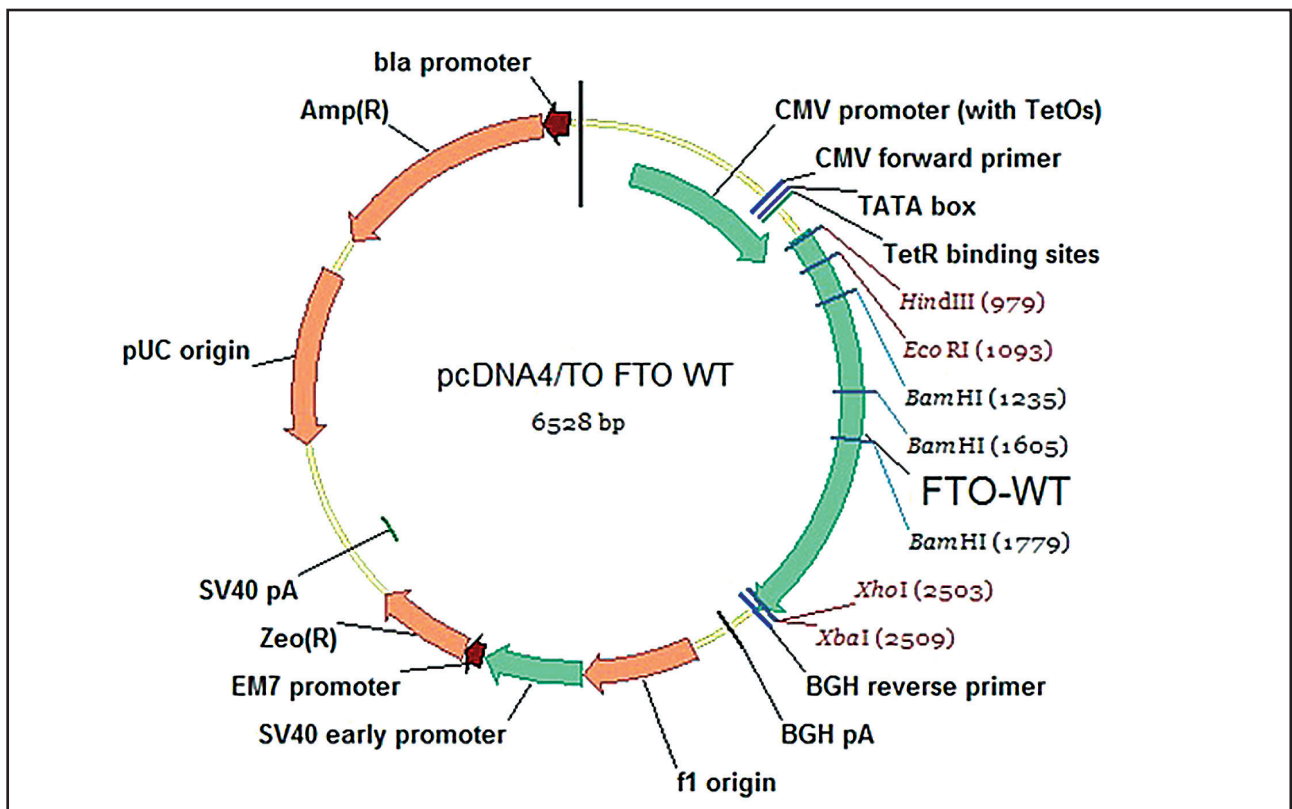 bla promoter
Amp(R)
CMV promoter (with TetOs)
CMV forward primer
TATA box
TetR binding sites
HindIII (979)
Eco RI (1093)
BamHI (1235)
BamHI (1605)
FTO-WT
BamHI (1779)
XhoI (2503)
XbaI (2509)
BGH reverse primer
BGH pA
f1 origin
SV40 early promoter
EM7 promoter
Zeo(R)
SV40 pA
pUC origin
pcDNA4/TO FTO WT
6528 bp